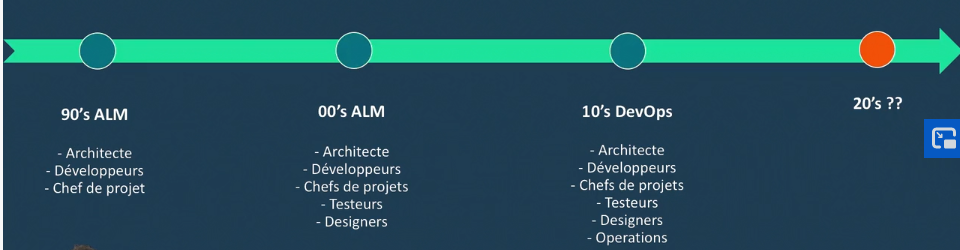 90's ALM
- Architecte
- Développeurs
- Chef de projet
00's ALM
- Architecte
- Développeurs
- Chefs de projets
- Testeurs
- Designers
10's DevOps
- Architecte
- Développeurs
- Chefs de projets
- Testeurs
- Designers
- Operations
20's ??